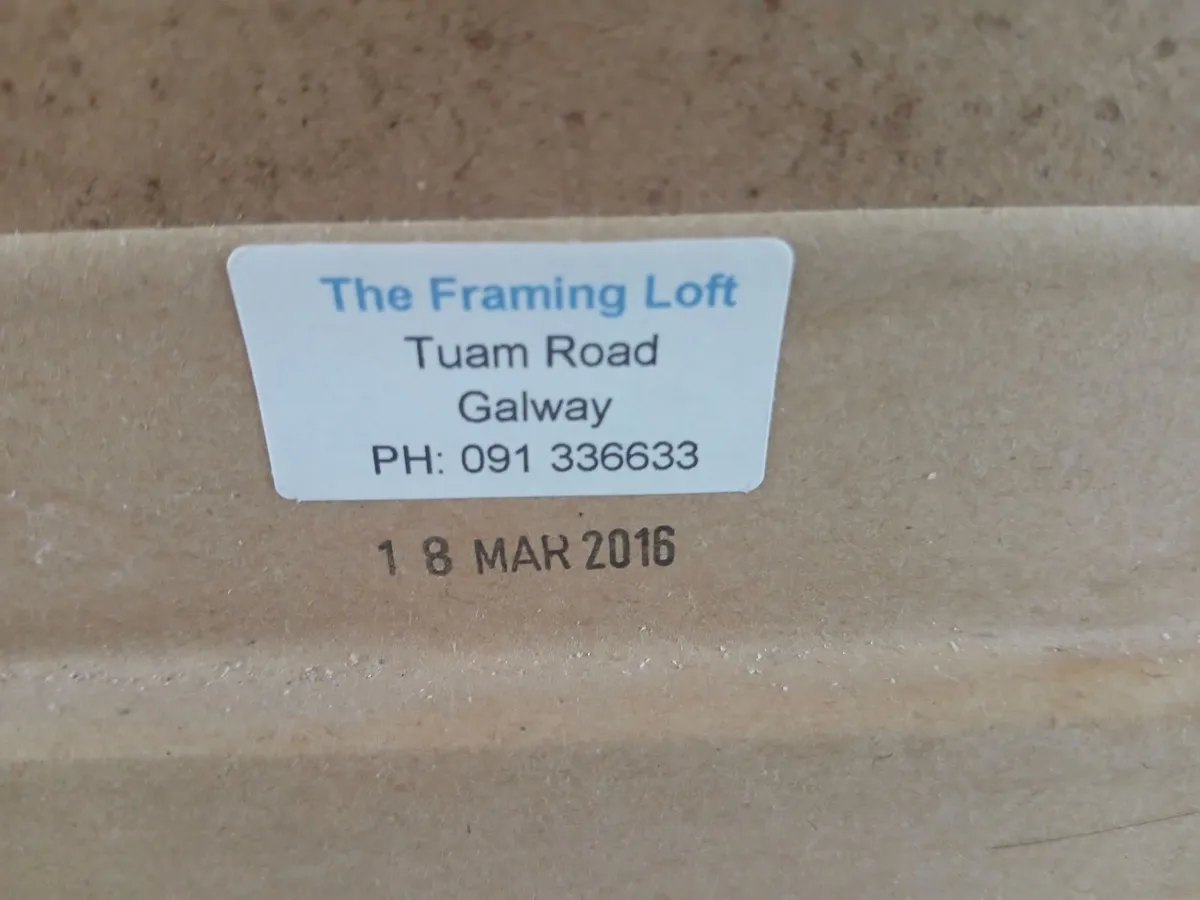 The Framing Loft
Tuam Road
Galway
PH: 091 336633
18 MAR 2016